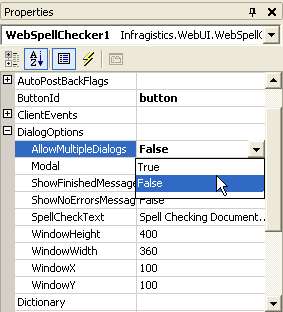 Properties
WebSpellChecker1 Infragistics.WebUI.WebSpellC
AutoPostBackFlags
ButtonId button
ClientEvents
DialogOptions
AllowMultipleDialogs False
Modal True
ShowFinishedMessage False
ShowNoErrorsMessage False
SpellCheckText Spell Checking Document...
WindowHeight 400
WindowWidth 360
WindowX 100
WindowY 100
Dictionary